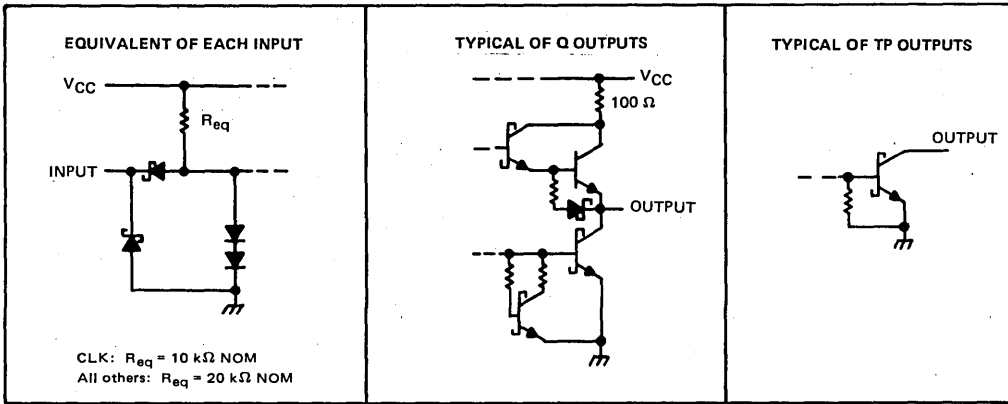 EQUIVALENT OF EACH INPUT
VCC
Req
INPUT
CLK: Req = 10 kΩ NOM
All others: Req = 20 kΩ NOM
TYPICAL OF Q OUTPUTS
VCC
100 Ω
OUTPUT
TYPICAL OF TP OUTPUTS
OUTPUT